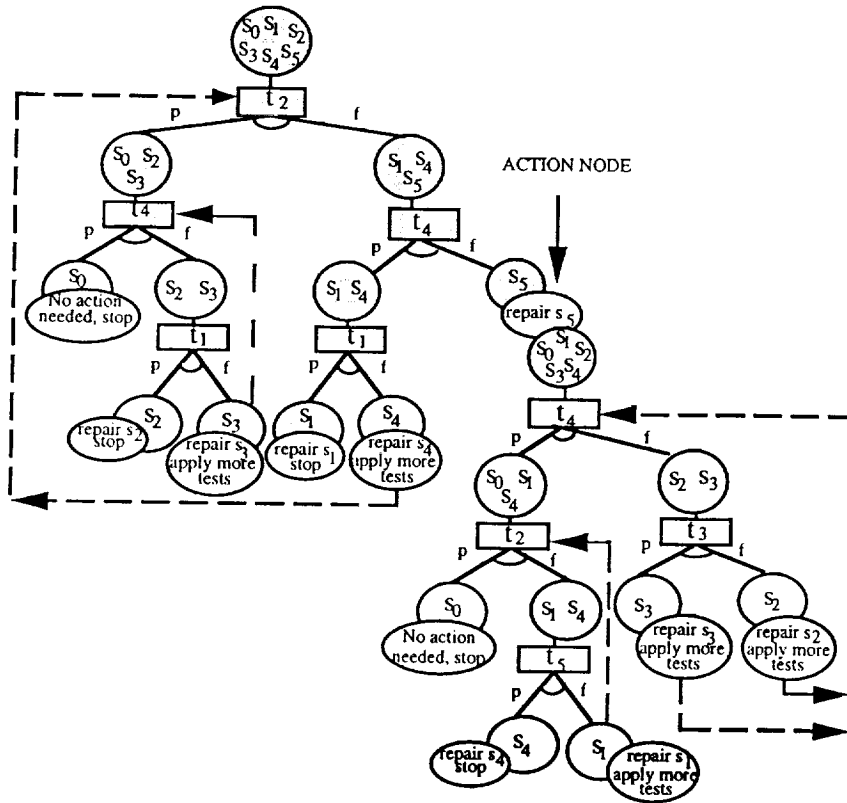 S0 S1 S2
S3 S4 S5
t2
p f
S0 S2
S3
S1 S4
S5
ACTION NODE
t4
p f
t4
p f
S0
No action
needed, stop
S2 S3
S1 S4
S5
repair s5
t1
p f
t1
p f
S0 S1 S2
S3 S4
S2
repair s2
stop
S3
repair s3
apply more
tests
S1
repair s1
stop
S4
repair s4
apply more
tests
t4
p f
S0 S1
S4
S2 S3
t2
p f
t3
p f
S0
No action
needed, stop
S1 S4
S3
repair s3
apply more
tests
S2
repair s2
apply more
tests
t5
p f
S4
repair s4
stop
S1
repair s1
apply more
tests